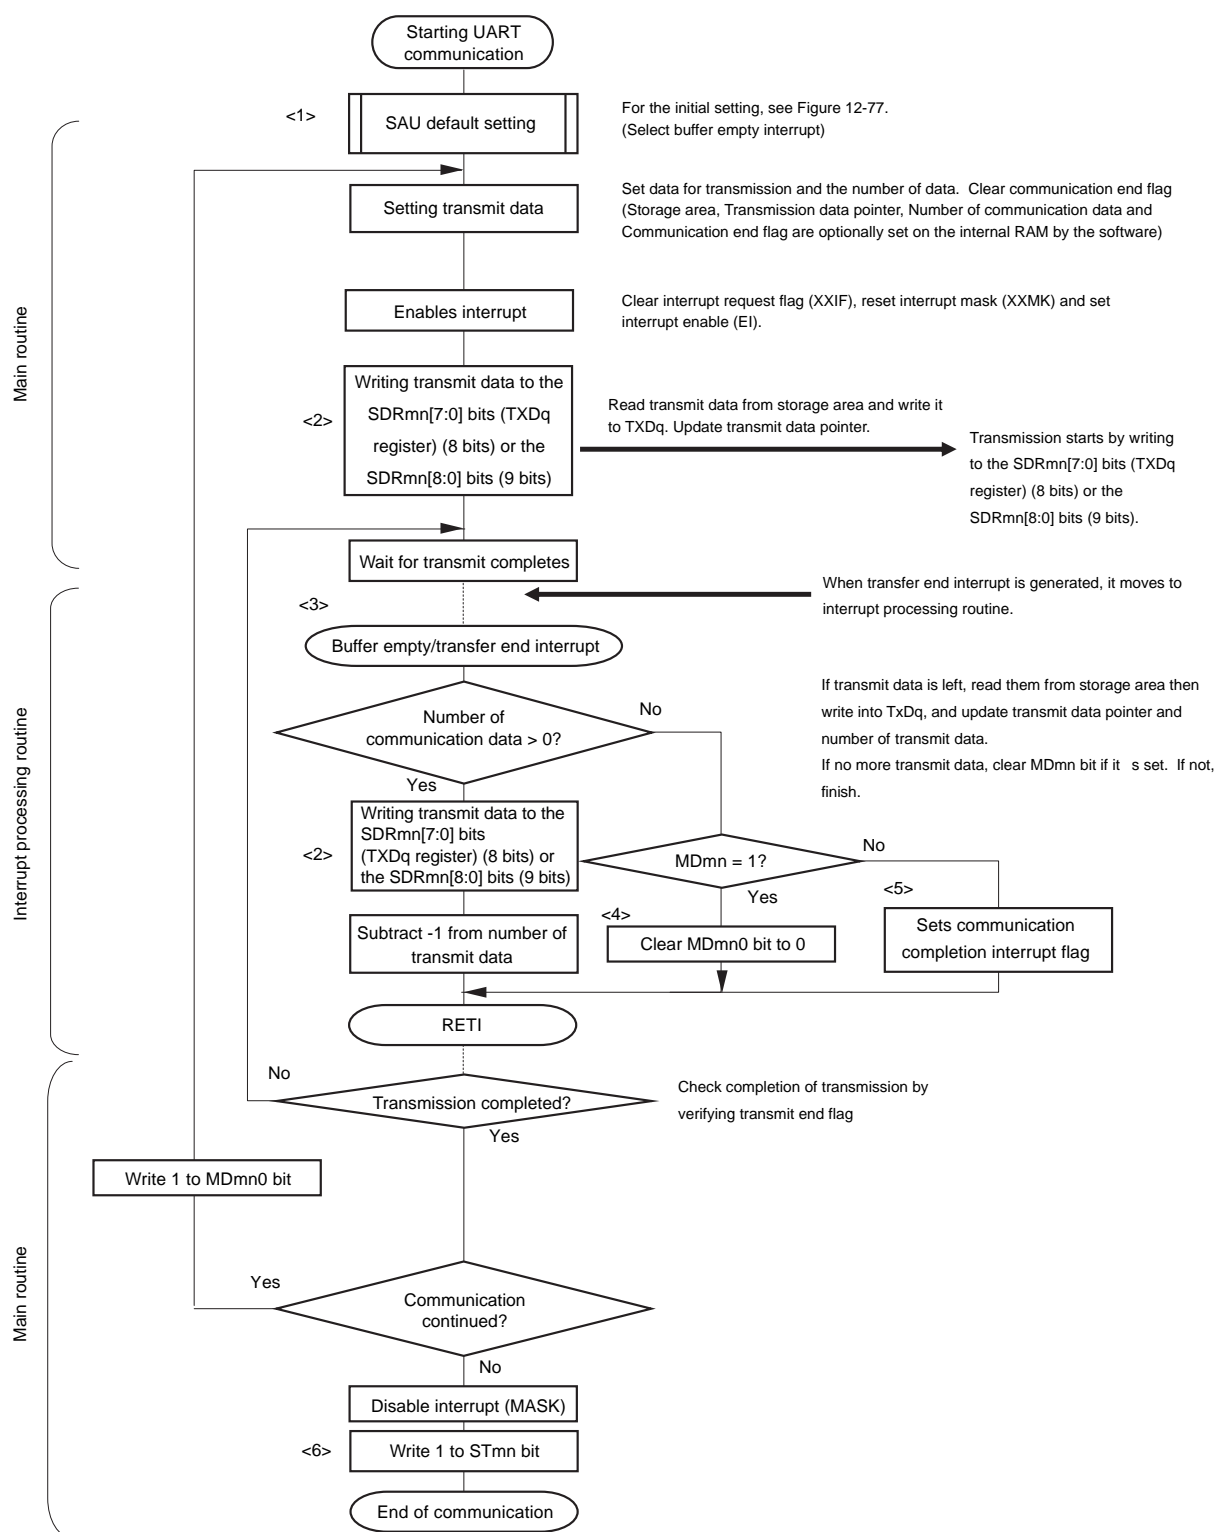 Starting UART
communication
<1>
SAU default setting
For the initial setting, see Figure 12-77.
(Select buffer empty interrupt)
Setting transmit data
Set data for transmission and the number of data.  Clear communication end flag
(Storage area, Transmission data pointer, Number of communication data and
Communication end flag are optionally set on the internal RAM by the software)
Main routine
Enables interrupt
Clear interrupt request flag (XXIF), reset interrupt mask (XXMK) and set
interrupt enable (EI).
<2>
Writing transmit data to the
SDRmn[7:0] bits (TXDq
register) (8 bits) or the
SDRmn[8:0] bits (9 bits)
Read transmit data from storage area and write it
to TXDq. Update transmit data pointer.
Transmission starts by writing
to the SDRmn[7:0] bits (TXDq
register) (8 bits) or the
SDRmn[8:0] bits (9 bits).
Wait for transmit completes
When transfer end interrupt is generated, it moves to
interrupt processing routine.
<3>
Buffer empty/transfer end interrupt
Interrupt processing routine
Number of
communication data > 0?
No
Yes
If transmit data is left, read them from storage area then
write into TxDq, and update transmit data pointer and
number of transmit data.
If no more transmit data, clear MDmn bit if it  s set.  If not,
finish.
<2>
Writing transmit data to the
SDRmn[7:0] bits
(TXDq register) (8 bits) or
the SDRmn[8:0] bits (9 bits)
MDmn = 1?
No
Yes
<4>
<5>
Subtract -1 from number of
transmit data
Clear MDmn0 bit to 0
Sets communication
completion interrupt flag
RETI
No
Transmission completed?
Yes
Check completion of transmission by
verifying transmit end flag
Write 1 to MDmn0 bit
Main routine
Yes
Communication
continued?
No
Disable interrupt (MASK)
<6>
Write 1 to STmn bit
End of communication